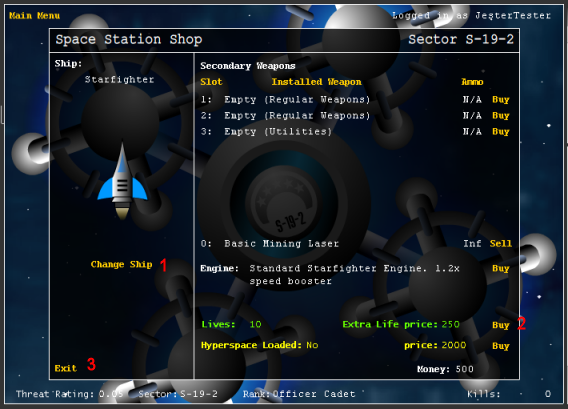 Main Menu Logged in as JesterTester
Space Station Shop Sector S-19-2
Ship: Secondary Weapons
Starfighter
Slot Installed Weapon Ammo
1: Empty (Regular Weapons) N/A Buy
2: Empty (Regular Weapons) N/A Buy
3: Empty (Utilities) N/A Buy
S-19-2
0: Basic Mining Laser Inf Sell
Change Ship 1
Engine: Standard Starfighter Engine. 1.2x Buy
speed booster
Lives: 10 Extra Life price: 250 Buy 2
Hyperspace Loaded: No price: 2000 Buy
Exit 3
Money: 500
Threat Rating: 0.05 Sector: S-19-2 Rank: Officer Cadet Kills: 0